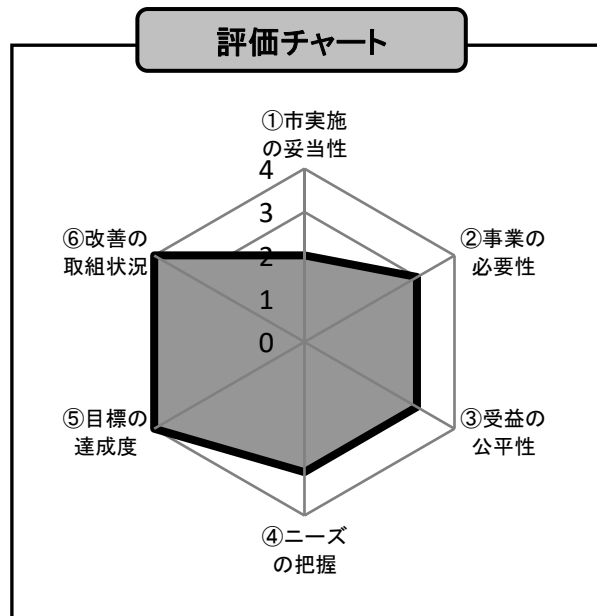 評価チャート
①市実施
の妥当性
4
3
2
1
0
②事業の
必要性
③受益の
公平性
④ニーズ
の把握
⑤目標の
達成度
⑥改善の
取組状況